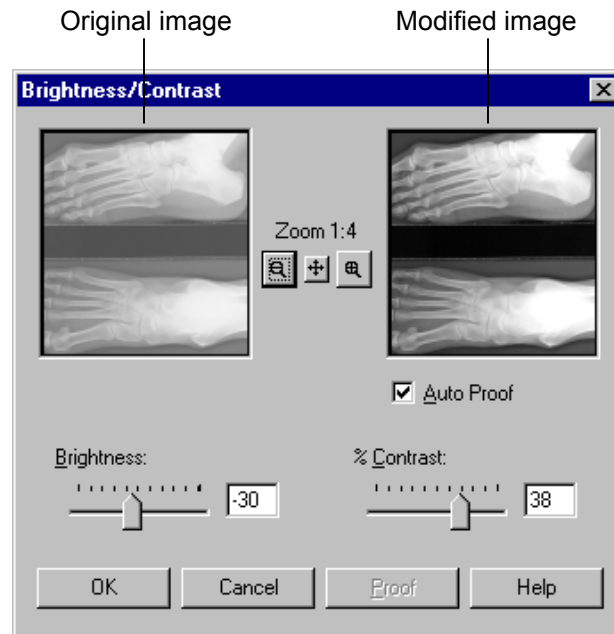 Original image
Modified image
Brightness/Contrast
Zoom 1:4
Auto Proof
Brightness:
-30
% Contrast:
38
OK
Cancel
Proof
Help